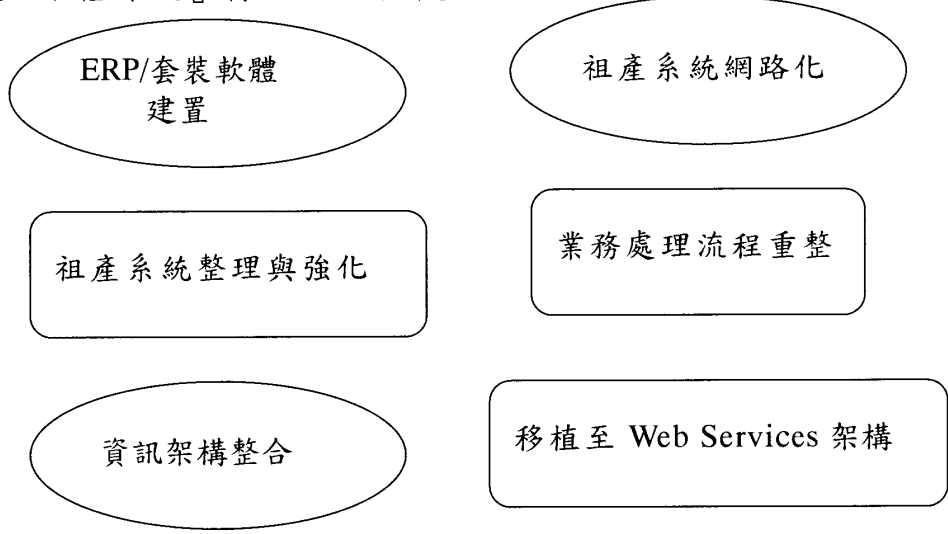 ERP/套裝軟體
建置
祖產系統網路化
祖產系統整理與強化
業務處理流程重整
資訊架構整合
移植至 Web Services 架構